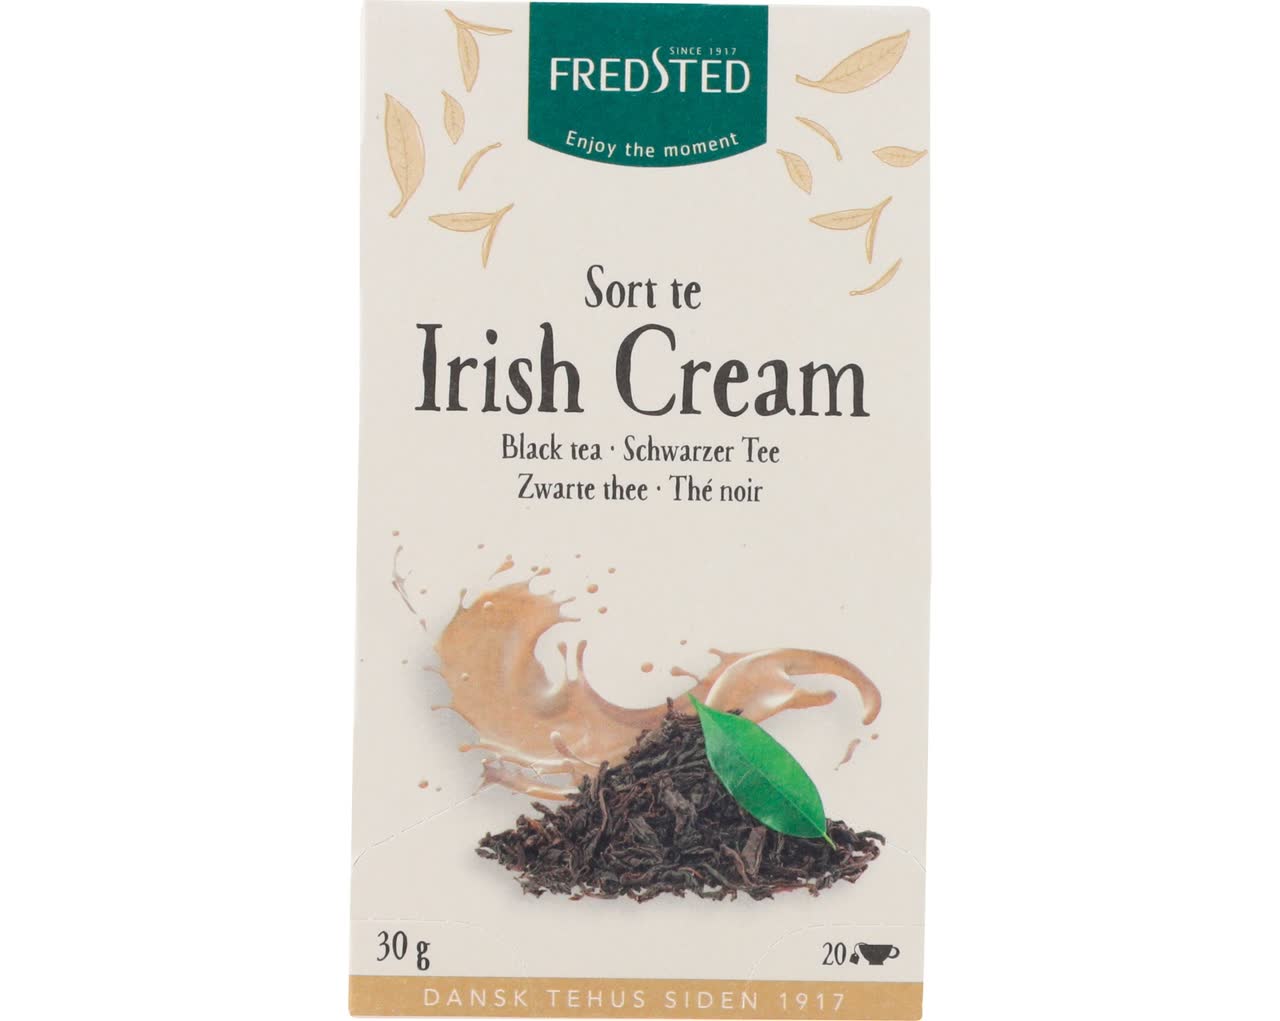 SINCE 1917
FREDSTED
Enjoy the moment
Sort te
Irish Cream
Black tea · Schwarzer Tee
Zwarte thee · Thé noir
30 g
20
DANSK TEHUS SIDEN 1917